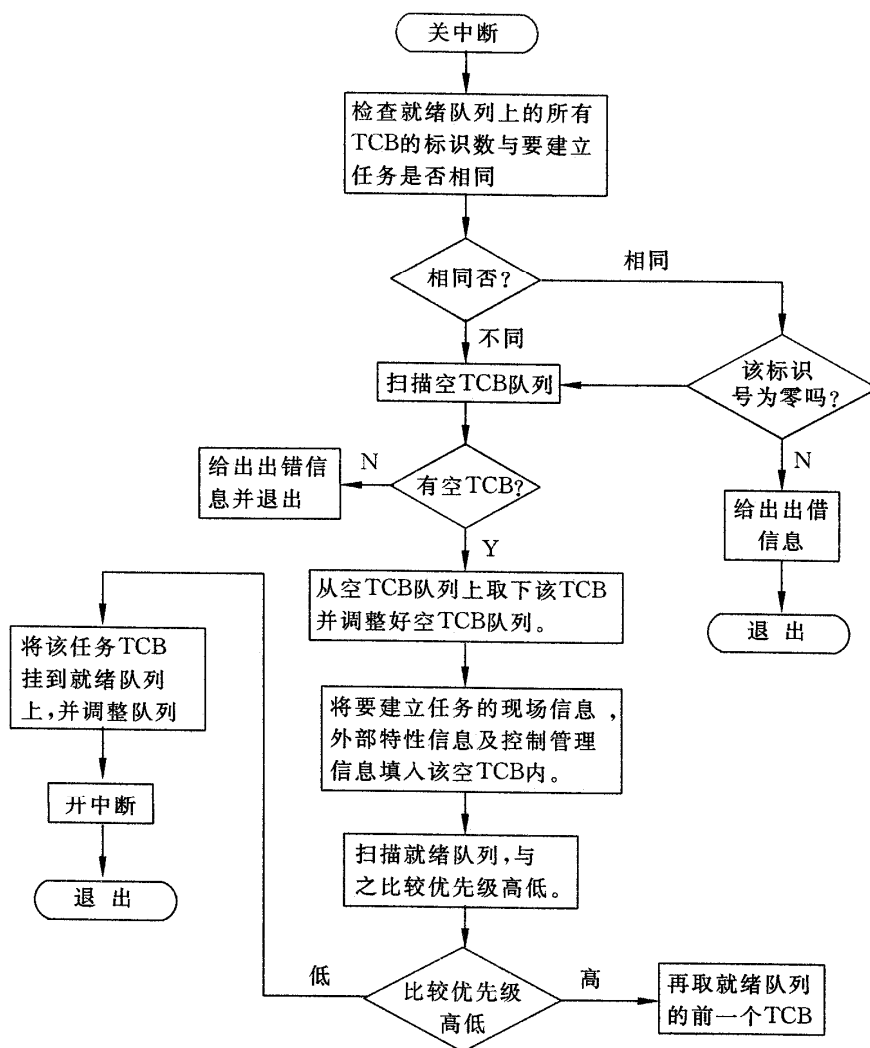 关中断
检查就绪队列上的所有
TCB的标识数与要建立
任务是否相同
相同否?
相同
不同
扫描空TCB队列
该标识
号为零吗?
给出出错信
息并退出
N
有空TCB?
N
Y
给出出借
信息
从空TCB队列上取下该TCB
并调整好空TCB队列。
退 出
将该任务TCB
挂到就绪队列
上,并调整队列
将要建立任务的现场信息,
外部特性信息及控制管理
信息填入该空TCB内。
开中断
扫描就绪队列,与
之比较优先级高低。
退 出
低
比较优先级
高低
高
再取就绪队列
的前一个TCB